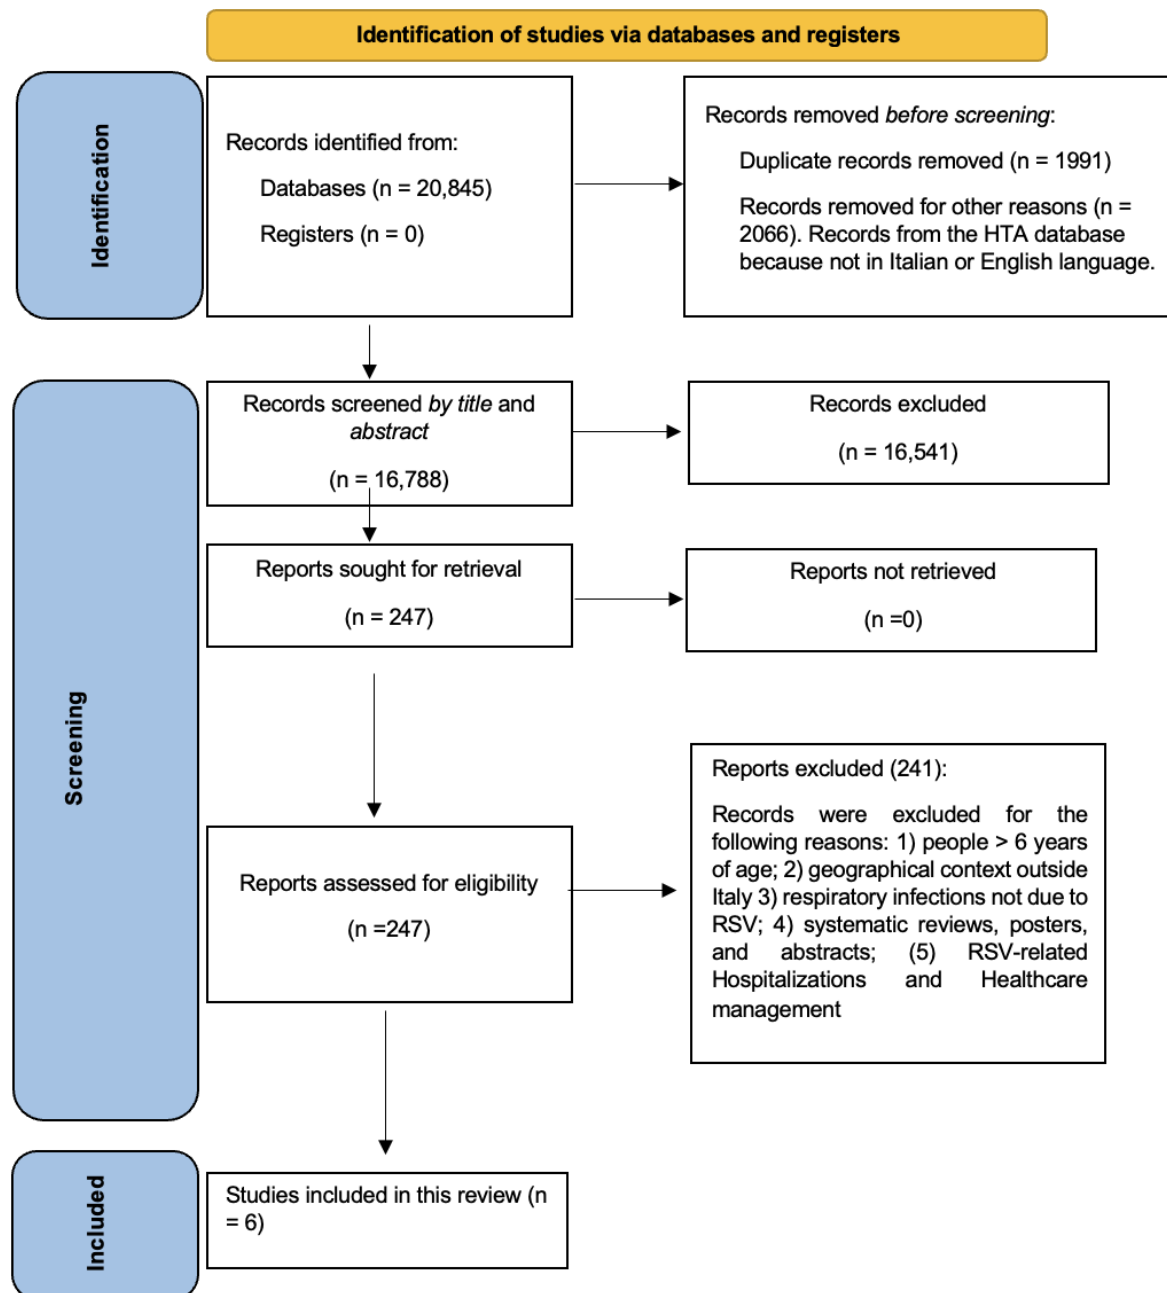 Identification of studies via databases and registers
Identification
Records identified from:
Databases (n = 20,845)
Registers (n = 0)
Records removed before screening:
Duplicate records removed (n = 1991)
Records removed for other reasons (n =
2066). Records from the HTA database
because not in Italian or English language.
Screening
Records screened by title and
abstract
(n = 16,788)
Records excluded
(n = 16,541)
Reports sought for retrieval
(n = 247)
Reports not retrieved
(n =0)
Reports assessed for eligibility
(n =247)
Reports excluded (241):
Records were excluded for the
following reasons: 1) people > 6 years
of age; 2) geographical context outside
Italy 3) respiratory infections not due to
RSV; 4) systematic reviews, posters,
and abstracts; (5) RSV-related
Hospitalizations and Healthcare
management
Included
Studies included in this review (n
= 6)